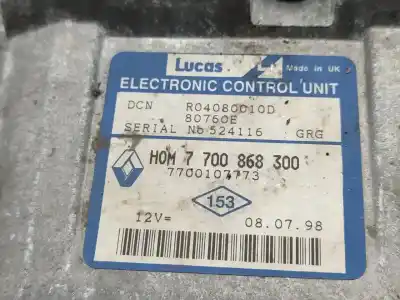 Lucas Made in UK
ELECTRONIC CONTROL UNIT
DCN R04080010D
80760E
SERIAL No 524116 GRG
HOM 7 700 868 300
7700107773
153
12V= 08.07.98